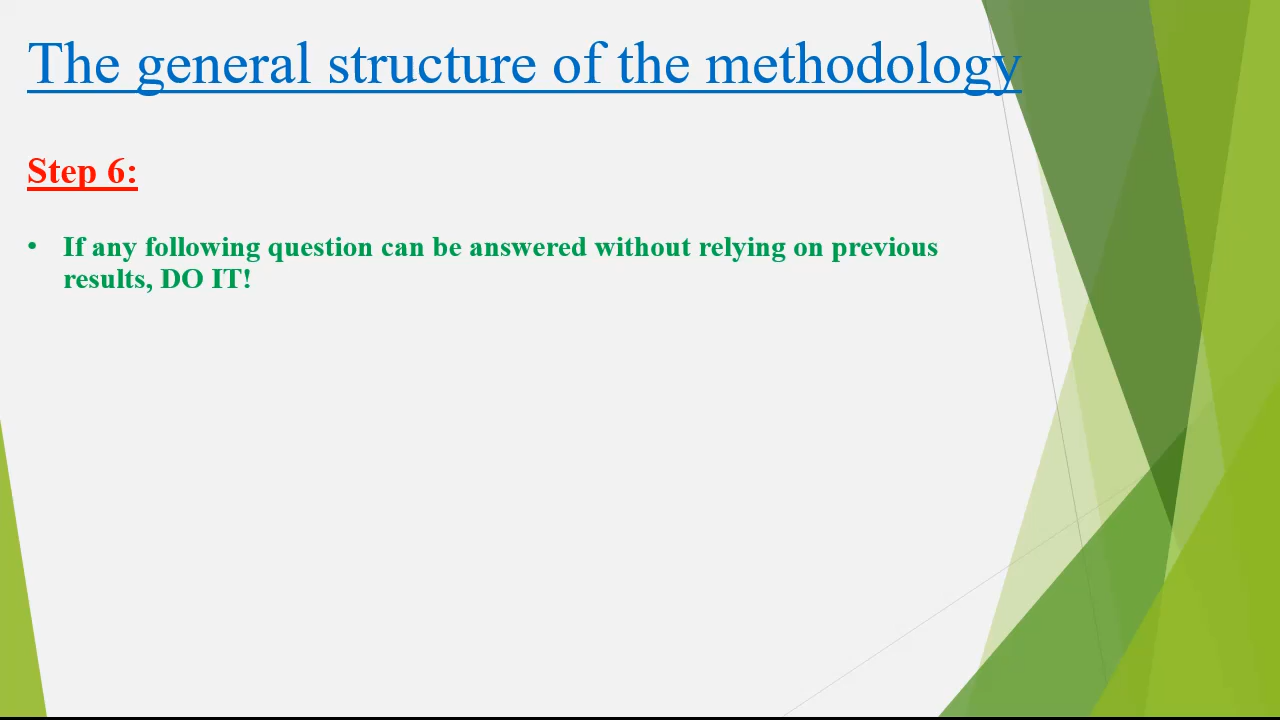 The general structure of the methodology
Step 6:
• If any following question can be answered without relying on previous
results, DO IT!